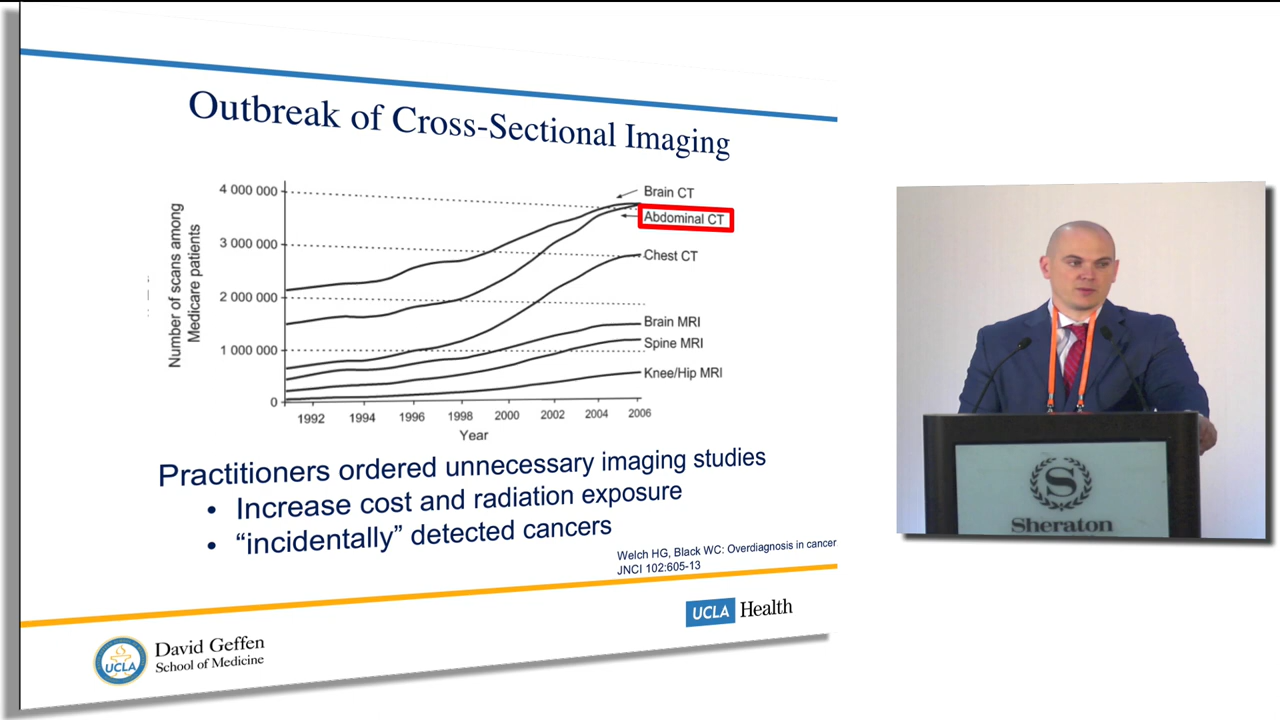 Outbreak of Cross-Sectional Imaging
Number of scans among
Medicare patients
4 000 000
3 000 000
2 000 000
1 000 000
0
Brain CT
Abdominal CT
Chest CT
Brain MRI
Spine MRI
Knee/Hip MRI
1992 1994 1996 1998 2000 2002 2004 2006
Year
Practitioners ordered unnecessary imaging studies
• Increase cost and radiation exposure
• “incidentally” detected cancers
Welch HG, Black WC: Overdiagnosis in cancer
JNCI 102:605-13
UCLA Health
UCLA
David Geffen
School of Medicine
S
Sheraton